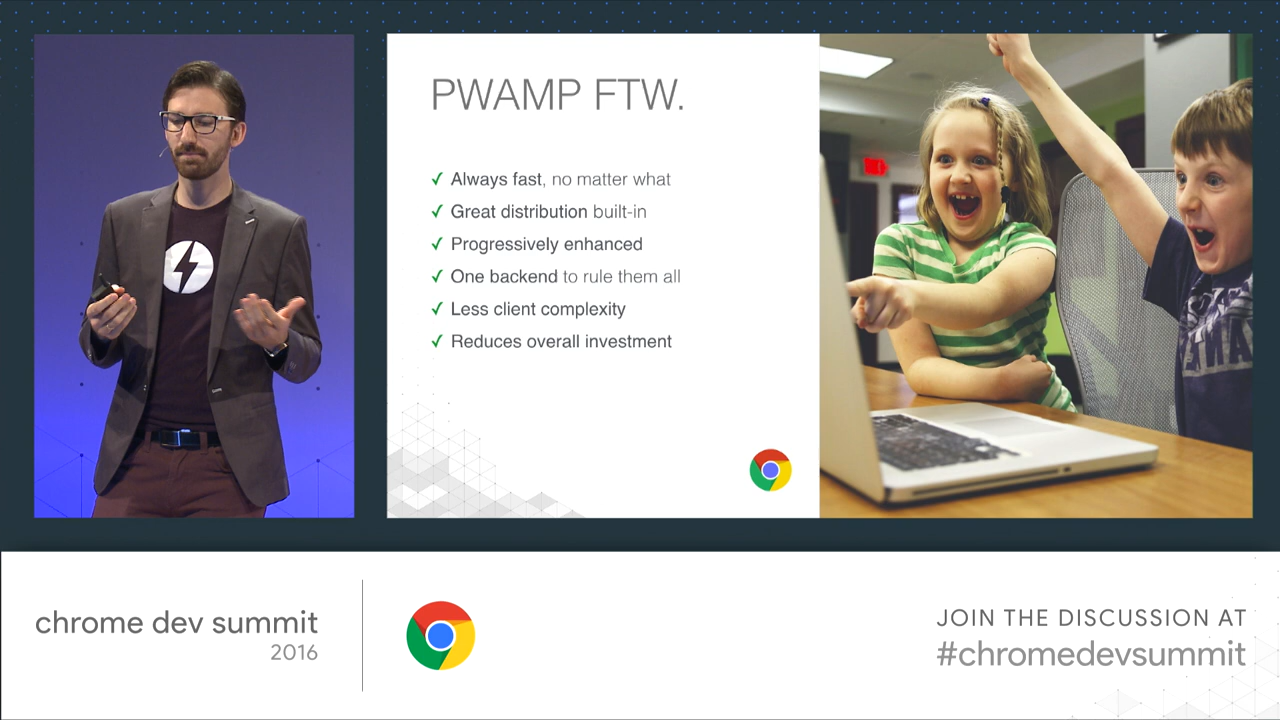 PWAMP FTW.
✓ Always fast, no matter what
✓ Great distribution built-in
✓ Progressively enhanced
✓ One backend to rule them all
✓ Less client complexity
✓ Reduces overall investment
chrome dev summit
2016
JOIN THE DISCUSSION AT
#chromedevsummit